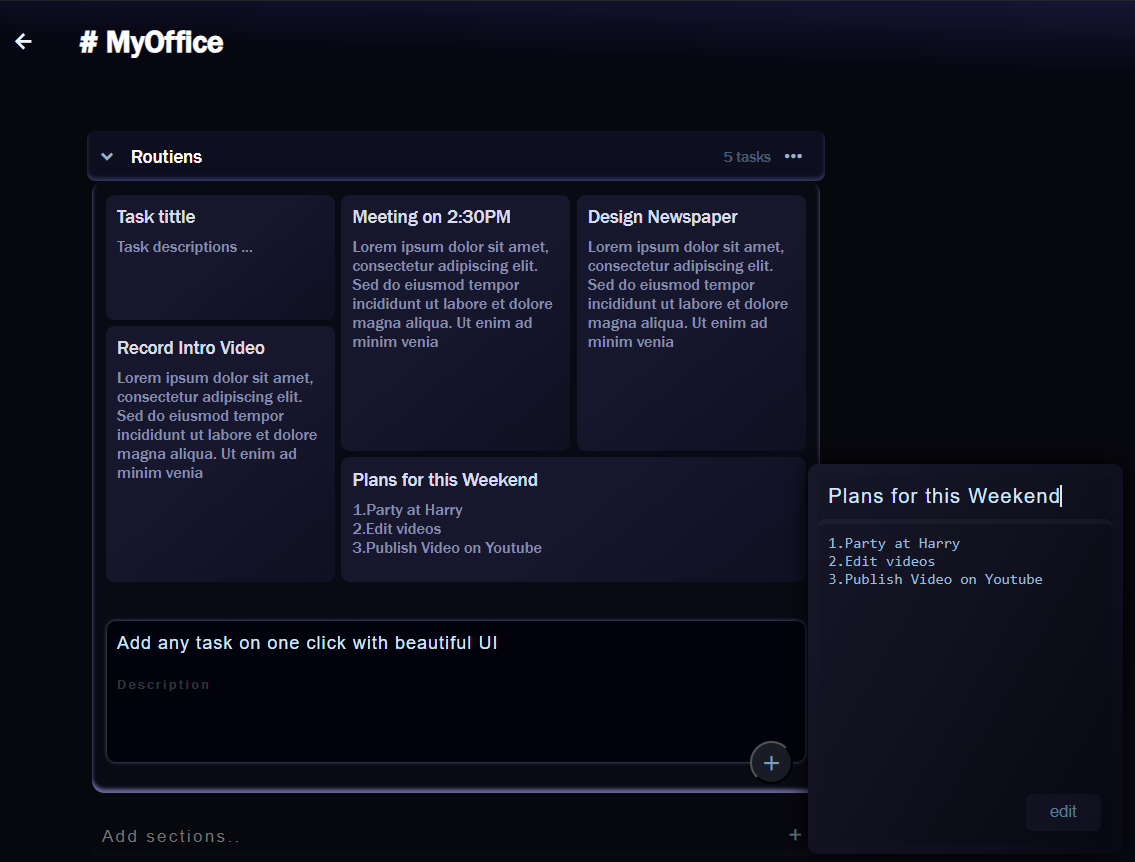 # MyOffice
Routiens
5 tasks
Task tittle
Task descriptions ...
Meeting on 2:30PM
Lorem ipsum dolor sit amet,
consectetur adipiscing elit.
Sed do eiusmod tempor
incididunt ut labore et dolore
magna aliqua. Ut enim ad
minim venia
Design Newspaper
Lorem ipsum dolor sit amet,
consectetur adipiscing elit.
Sed do eiusmod tempor
incididunt ut labore et dolore
magna aliqua. Ut enim ad
minim venia
Record Intro Video
Lorem ipsum dolor sit amet,
consectetur adipiscing elit.
Sed do eiusmod tempor
incididunt ut labore et dolore
magna aliqua. Ut enim ad
minim venia
Plans for this Weekend
1.Party at Harry
2.Edit videos
3.Publish Video on Youtube
Add any task on one click with beautiful UI
Description
Add sections..
Plans for this Weekend
1.Party at Harry
2.Edit videos
3.Publish Video on Youtube
edit